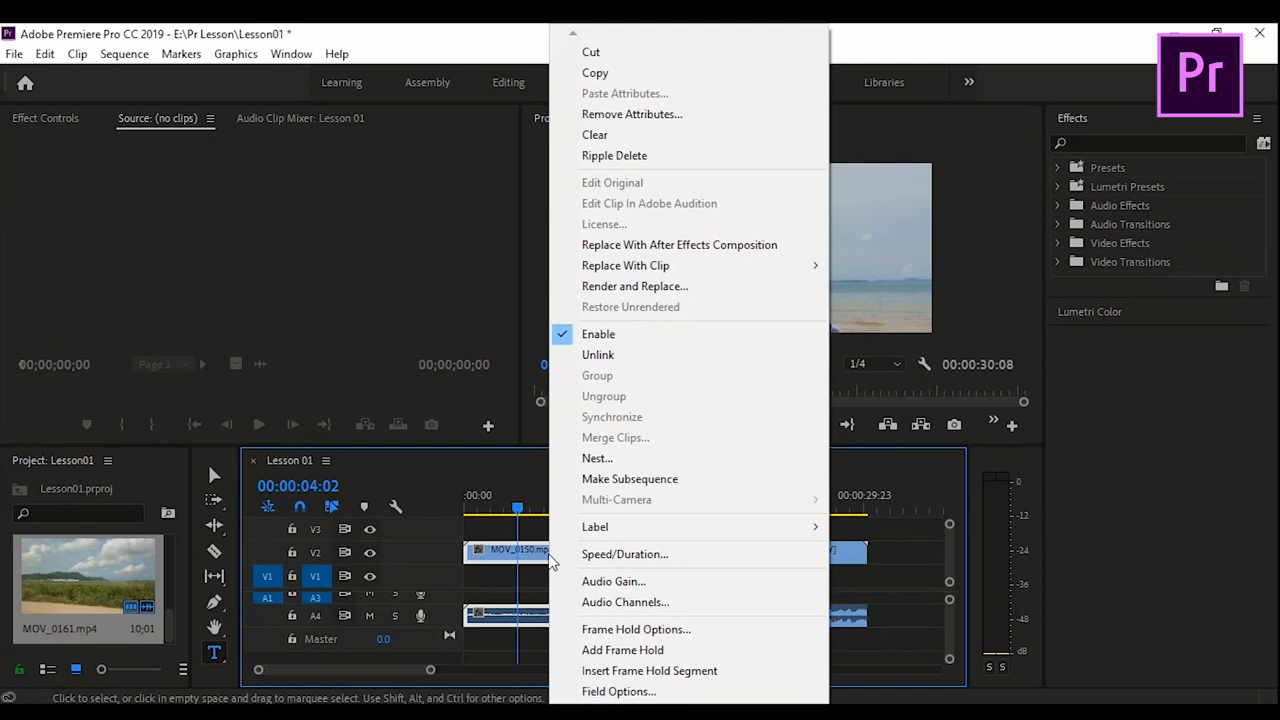 Pr Adobe Premiere Pro CC 2019 - E:\Pr Lesson\Lesson01 *
File Edit Clip Sequence Markers Graphics Window Help
Learning Assembly Editing Libraries
Pr
Effect Controls Source: (no clips) Audio Clip Mixer: Lesson 01
00;00;00;00 Page 1 00;00;00;00
1/4 00:00:30:08
Cut
Copy
Paste Attributes...
Remove Attributes...
Clear
Ripple Delete
Edit Original
Edit Clip In Adobe Audition
License...
Replace With After Effects Composition
Replace With Clip
Render and Replace...
Restore Unrendered
Enable
Unlink
Group
Ungroup
Synchronize
Merge Clips...
Nest...
Make Subsequence
Multi-Camera
Label
Speed/Duration...
Audio Gain...
Audio Channels...
Frame Hold Options...
Add Frame Hold
Insert Frame Hold Segment
Field Options...
Effects
Presets
Lumetri Presets
Audio Effects
Audio Transitions
Video Effects
Video Transitions
Lumetri Color
Project: Lesson01
Lesson01.prproj
MOV_0161.mp4 10;01
Lesson 01
00:00:04:02
:00:00 00:00:29:23
V3
V2 MOV_0150.mp
V1 V1
A1 A3 M S
A4 M S
Master 0.0
0
-12
-24
-36
-48
dB
S S
Click to select, or click in empty space and drag to marquee select. Use Shift, Alt, and Ctrl for other options.